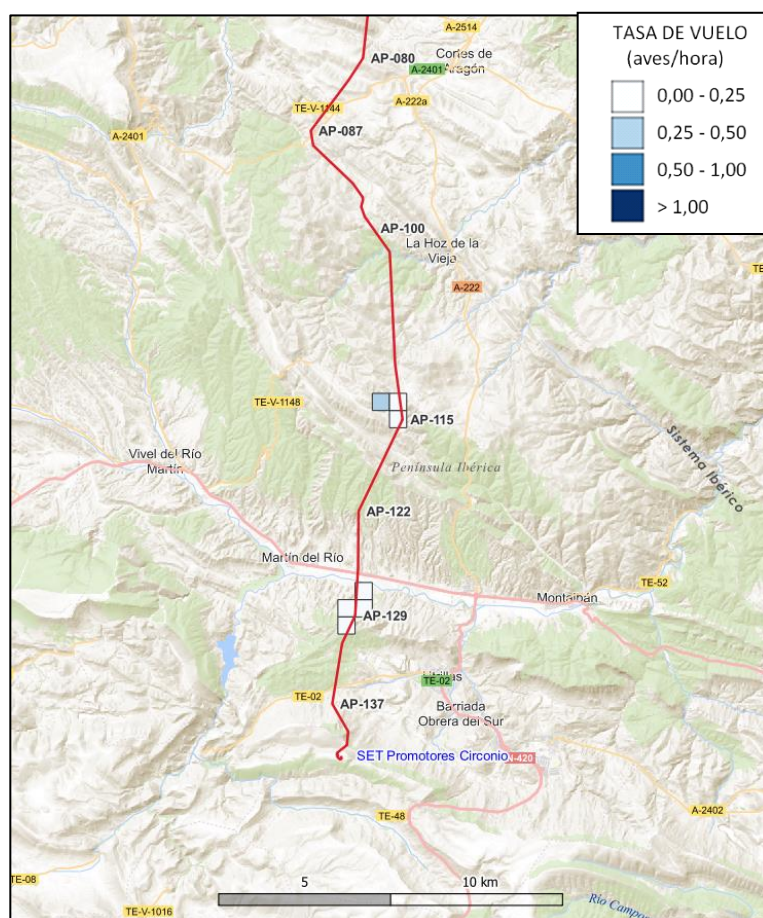 TASA DE VUELO
(aves/hora)
0,00 - 0,25
0,25 - 0,50
0,50 - 1,00
> 1,00
A-2514
AP-080
Cortes de
Aragón
A-2401
A-222a
TE-V-1144
A-2401
AP-087
AP-100
La Hoz de la
Vieja
TE
A-222
TE-V-1148
AP-115
Sistema Ibérico
Vivel del Río
Martín
Península Ibérica
AP-122
Martín del Río
TE-52
Montalbán
AP-129
Utrillas
TE-02
TE-02
AP-137
Barriada
Obrera del Sur
SET Promotores Circonio
N-420
A-2402
TE-48
TE-08
5
10 km
TE-V-1016